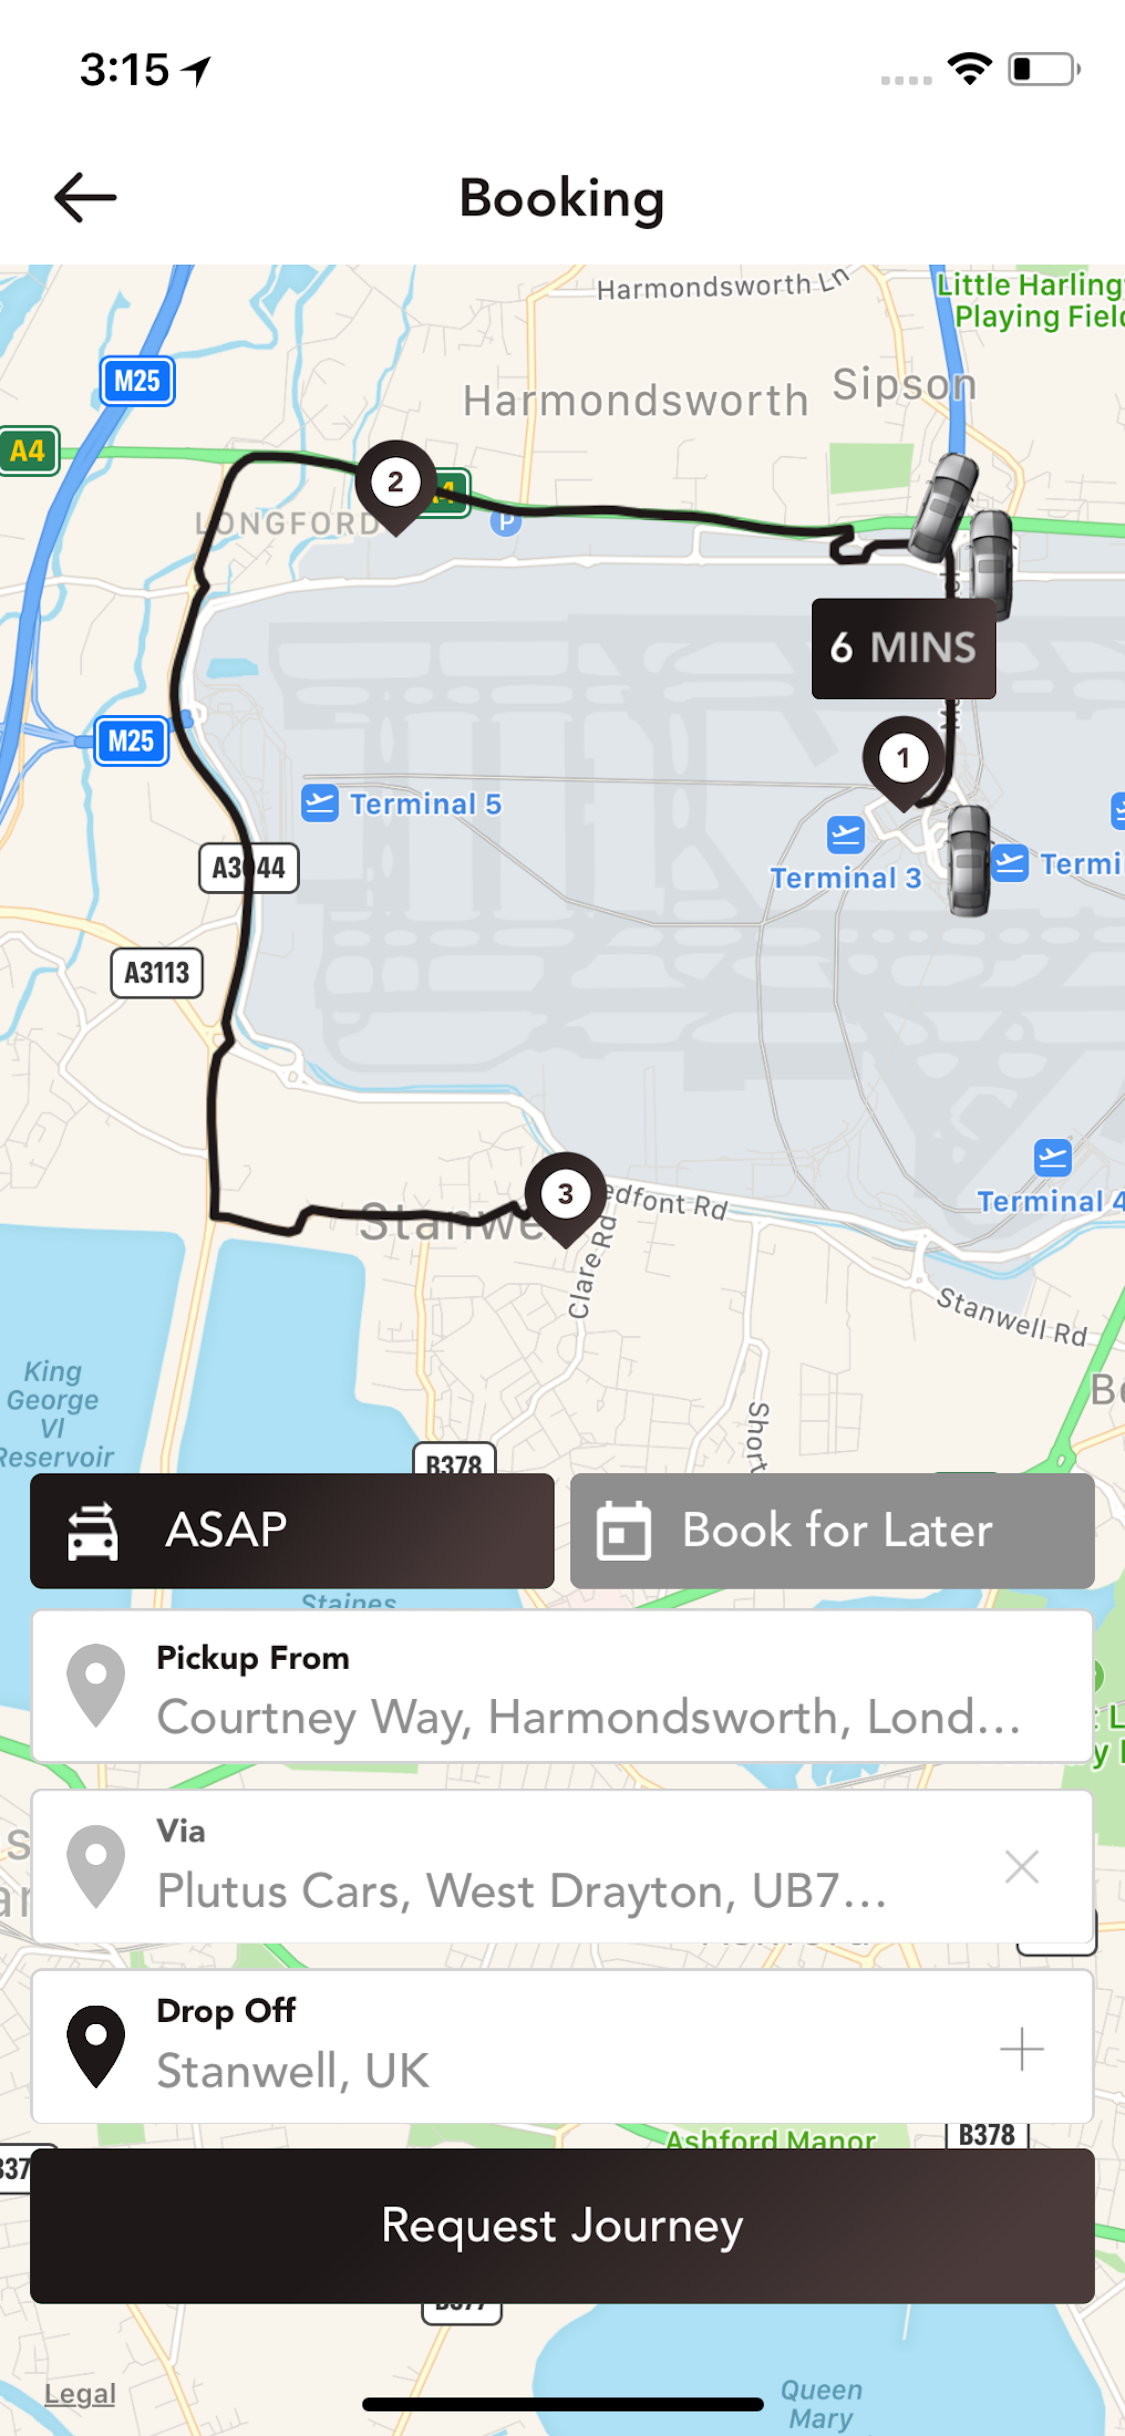 3:15
Booking
Harmondsworth Ln
Little Harling
Playing Field
M25
Harmondsworth
Sipson
A4
2
LONGFORD
P
6 MINS
M25
1
Terminal 5
Terminal 3
Termi
A3044
A3113
3
Stanwe
edfont Rd
Terminal 4
Clare Rd
Stanwell Rd
King
George
VI
Reservoir
Short
B378
ASAP
Book for Later
Staines
Pickup From
Courtney Way, Harmondsworth, Lond...
Via
Plutus Cars, West Drayton, UB7...
Drop Off
Stanwell, UK
Ashford Manor
B378
Request Journey
B377
Legal
Queen
Mary